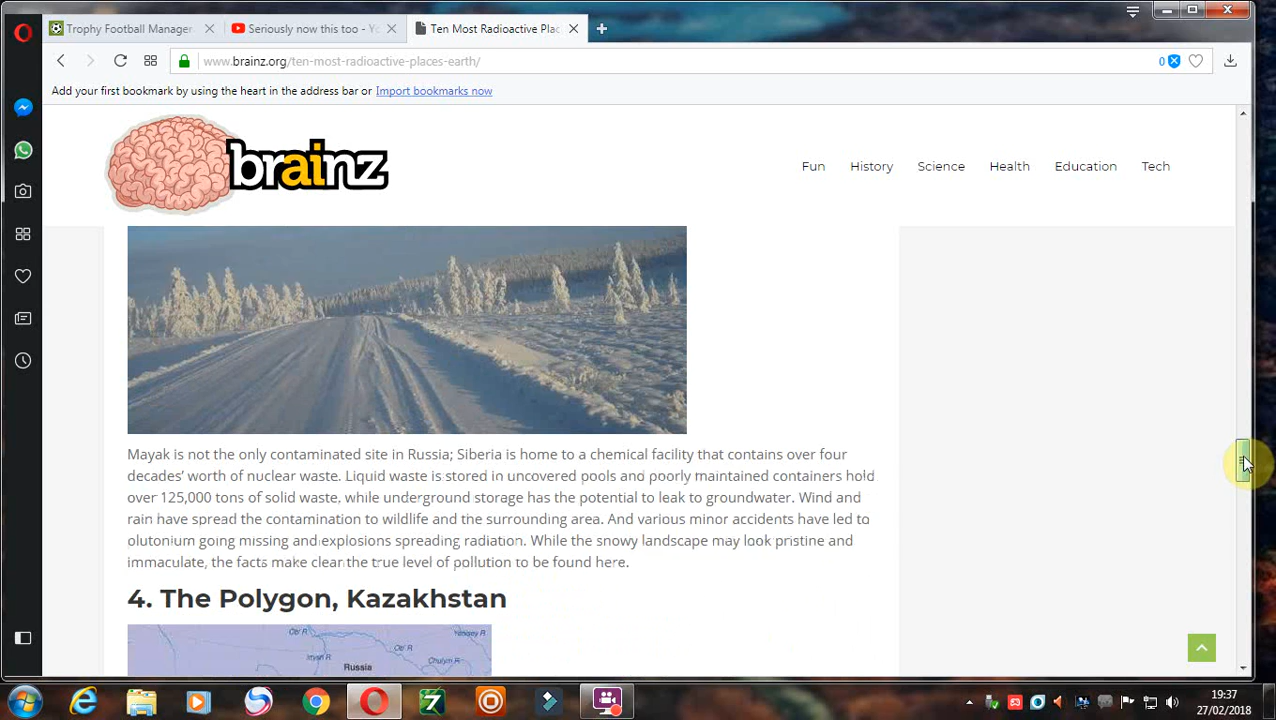 Trophy Football Manager
Seriously now this too - Yo
Ten Most Radioactive Plac
www.brainz.org/ten-most-radioactive-places-earth/
0
Add your first bookmark by using the heart in the address bar or Import bookmarks now
brainz
Fun History Science Health Education Tech
Mayak is not the only contaminated site in Russia; Siberia is home to a chemical facility that contains over four
decades’ worth of nuclear waste. Liquid waste is stored in uncovered pools and poorly maintained containers hold
over 125,000 tons of solid waste, while underground storage has the potential to leak to groundwater. Wind and
rain have spread the contamination to wildlife and the surrounding area. And various minor accidents have led to
olutonium going missing and explosions spreading radiation. While the snowy landscape may look pristine and
immaculate, the facts make clear the true level of pollution to be found here.
4. The Polygon, Kazakhstan
Ob' R.
Yenisey R.
Irtysh R.
Ob' R.
Chulym R.
Russia
19:37
27/02/2018